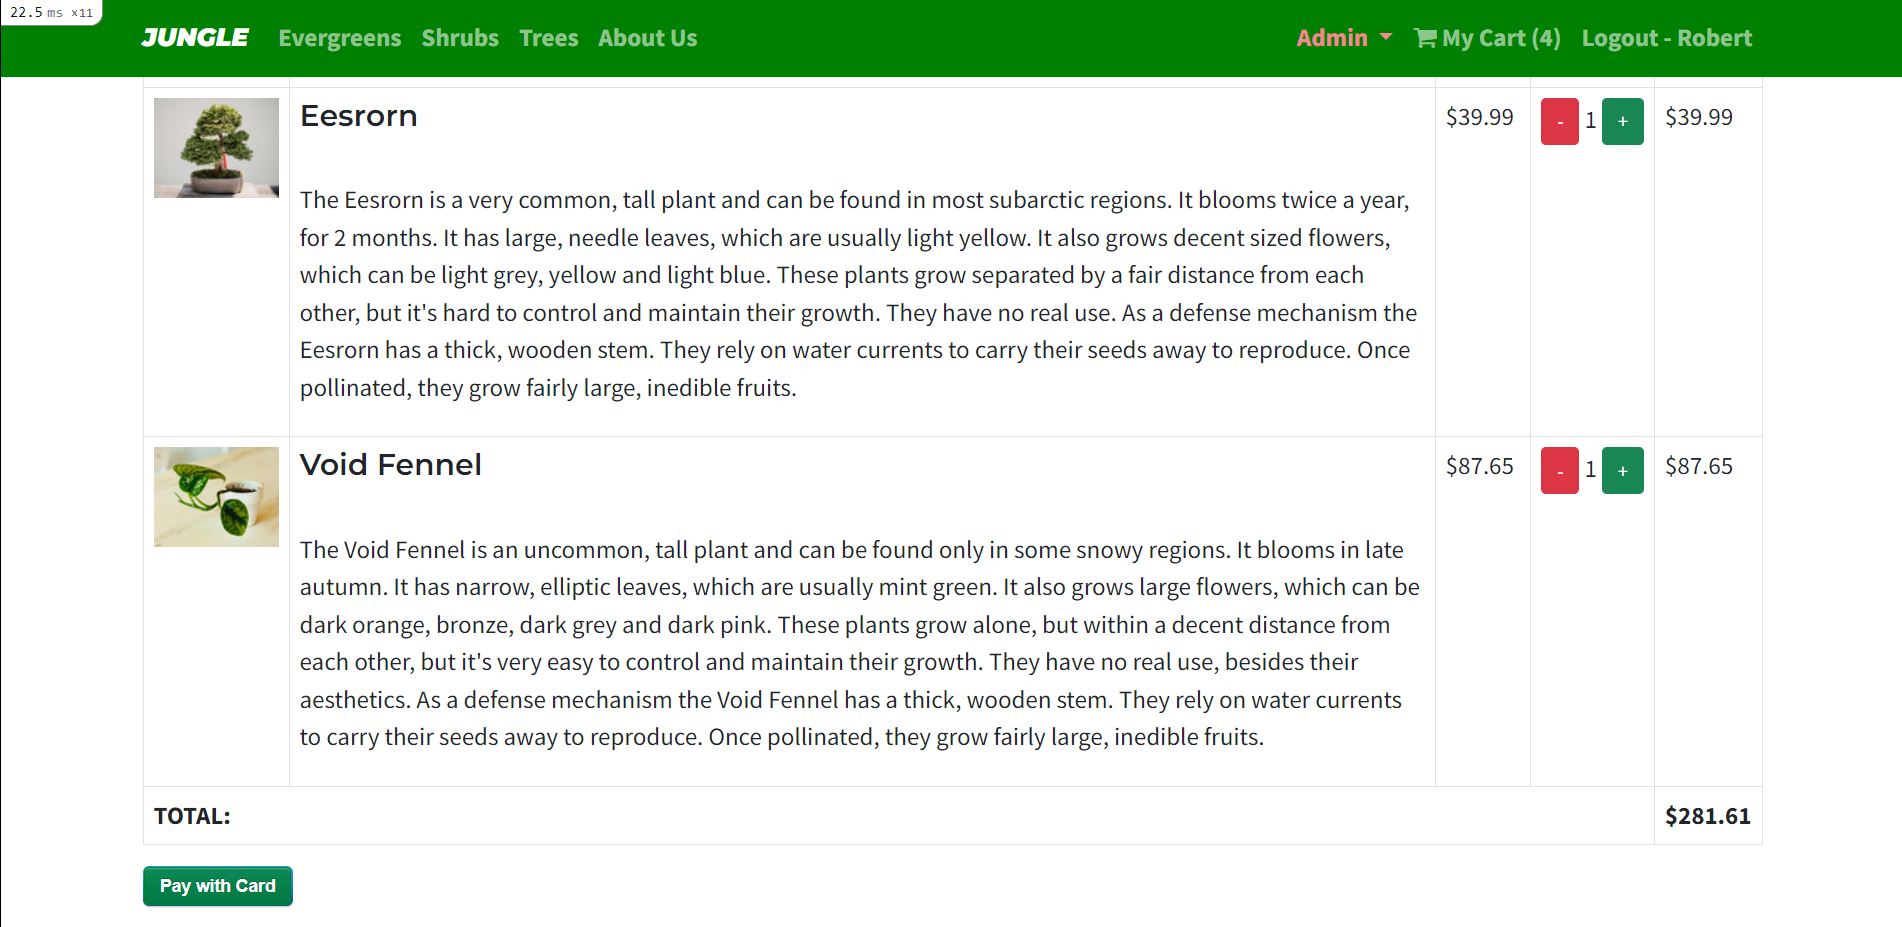 22.5 ms x11
JUNGLE Evergreens Shrubs Trees About Us Admin My Cart (4) Logout - Robert
Eesrorn $39.99 - 1 + $39.99
The Eesrorn is a very common, tall plant and can be found in most subarctic regions. It blooms twice a year,
for 2 months. It has large, needle leaves, which are usually light yellow. It also grows decent sized flowers,
which can be light grey, yellow and light blue. These plants grow separated by a fair distance from each
other, but it's hard to control and maintain their growth. They have no real use. As a defense mechanism the
Eesrorn has a thick, wooden stem. They rely on water currents to carry their seeds away to reproduce. Once
pollinated, they grow fairly large, inedible fruits.
Void Fennel $87.65 - 1 + $87.65
The Void Fennel is an uncommon, tall plant and can be found only in some snowy regions. It blooms in late
autumn. It has narrow, elliptic leaves, which are usually mint green. It also grows large flowers, which can be
dark orange, bronze, dark grey and dark pink. These plants grow alone, but within a decent distance from
each other, but it's very easy to control and maintain their growth. They have no real use, besides their
aesthetics. As a defense mechanism the Void Fennel has a thick, wooden stem. They rely on water currents
to carry their seeds away to reproduce. Once pollinated, they grow fairly large, inedible fruits.
TOTAL: $281.61
Pay with Card